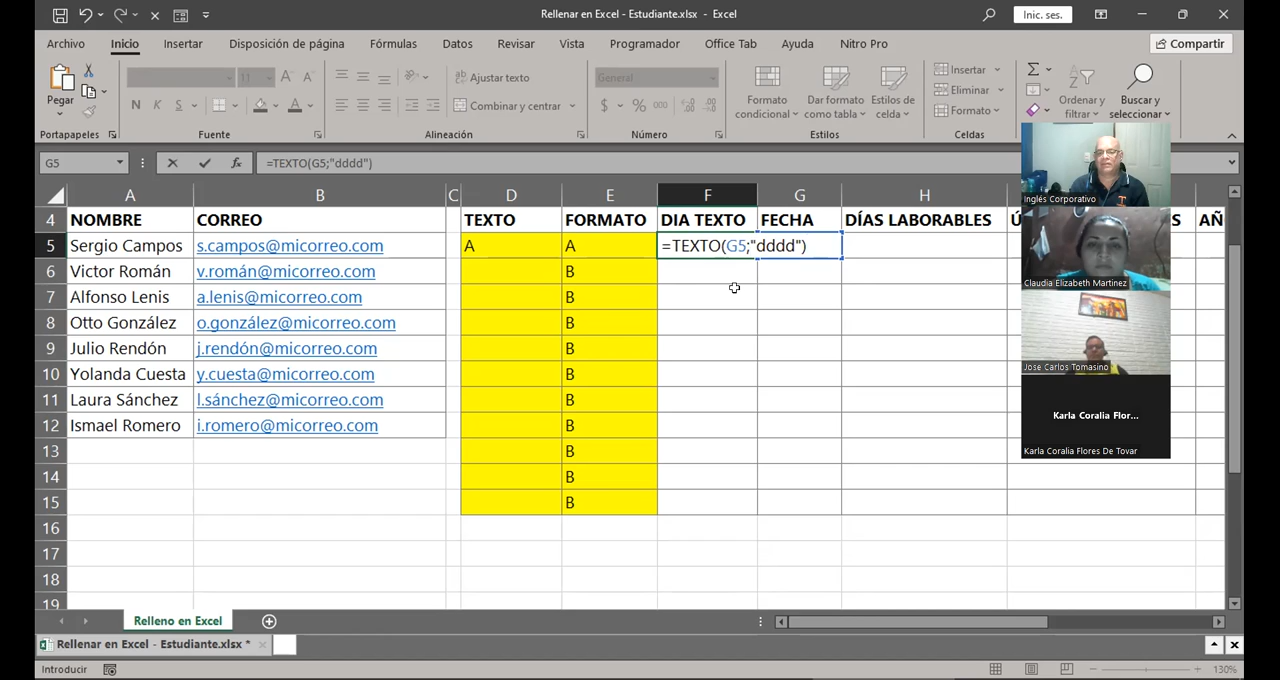 Rellenar en Excel - Estudiante.xlsx - Excel
Inic. ses.
Archivo Inicio Insertar Disposición de página Fórmulas Datos Revisar Vista Programador Office Tab Ayuda Nitro Pro Compartir
Pegar
N K S
11
A A
Ajustar texto
Combinar y centrar
General
$ % 000
Formato condicional
Dar formato como tabla
Estilos de celda
Insertar
Eliminar
Formato
Ordenar y filtrar
Buscar y seleccionar
Portapapeles Fuente Alineación Número Estilos Celdas
G5 fx =TEXTO(G5;"dddd")
A B C D E F G H
4 NOMBRE CORREO TEXTO FORMATO DIA TEXTO FECHA DÍAS LABORABLES Ú S AÑ
5 Sergio Campos s.campos@micorreo.com A A =TEXTO(G5;"dddd")
6 Victor Román v.román@micorreo.com B
7 Alfonso Lenis a.lenis@micorreo.com B
8 Otto González o.gonzález@micorreo.com B
9 Julio Rendón j.rendón@micorreo.com B
10 Yolanda Cuesta y.cuesta@micorreo.com B
11 Laura Sánchez l.sánchez@micorreo.com B
12 Ismael Romero i.romero@micorreo.com B
13 B
14 B
15 B
16
17
18
19
Inglés Corporativo
Claudia Elizabeth Martinez
Jose Carlos Tomasino
Karla Coralia Flor...
Karla Coralia Flores De Tovar
Relleno en Excel
Rellenar en Excel - Estudiante.xlsx *
Introducir
130%